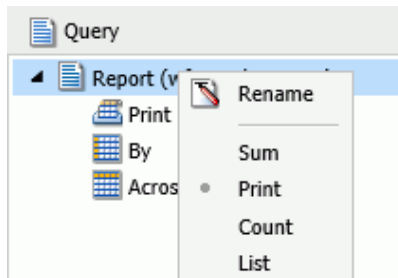 Query
Report (w
Print
By
Acros
Rename
Sum
Print
Count
List